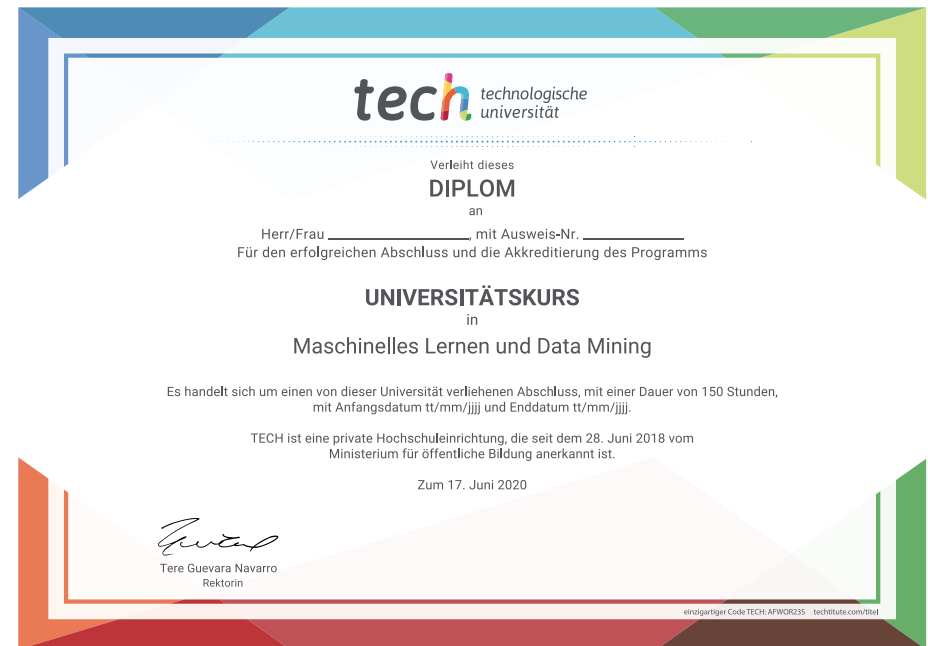 tech technologische
universität
Verleiht dieses
DIPLOM
an
Herr/Frau ____________________, mit Ausweis-Nr. ______________
Für den erfolgreichen Abschluss und die Akkreditierung des Programms
UNIVERSITÄTSKURS
in
Maschinelles Lernen und Data Mining
Es handelt sich um einen von dieser Universität verliehenen Abschluss, mit einer Dauer von 150 Stunden,
mit Anfangsdatum tt/mm/jjjj und Enddatum tt/mm/jjjj.
TECH ist eine private Hochschuleinrichtung, die seit dem 28. Juni 2018 vom
Ministerium für öffentliche Bildung anerkannt ist.
Zum 17. Juni 2020
Tere Guevara Navarro
Rektorin
einzigartiger Code TECH: AFWOR235 techtitute.com/titel